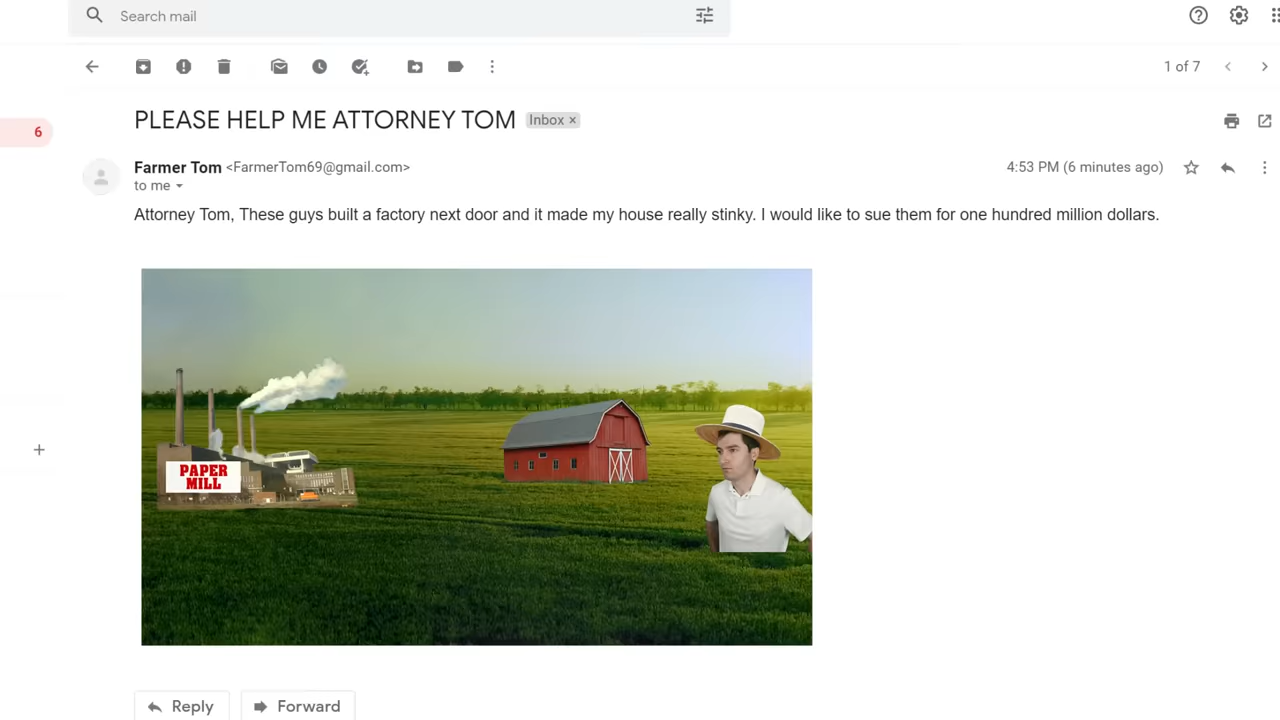 Search mail
1 of 7
6
PLEASE HELP ME ATTORNEY TOM Inbox ×
Farmer Tom <FarmerTom69@gmail.com> 4:53 PM (6 minutes ago)
to me
Attorney Tom, These guys built a factory next door and it made my house really stinky. I would like to sue them for one hundred million dollars.
PAPER
MILL
Reply Forward